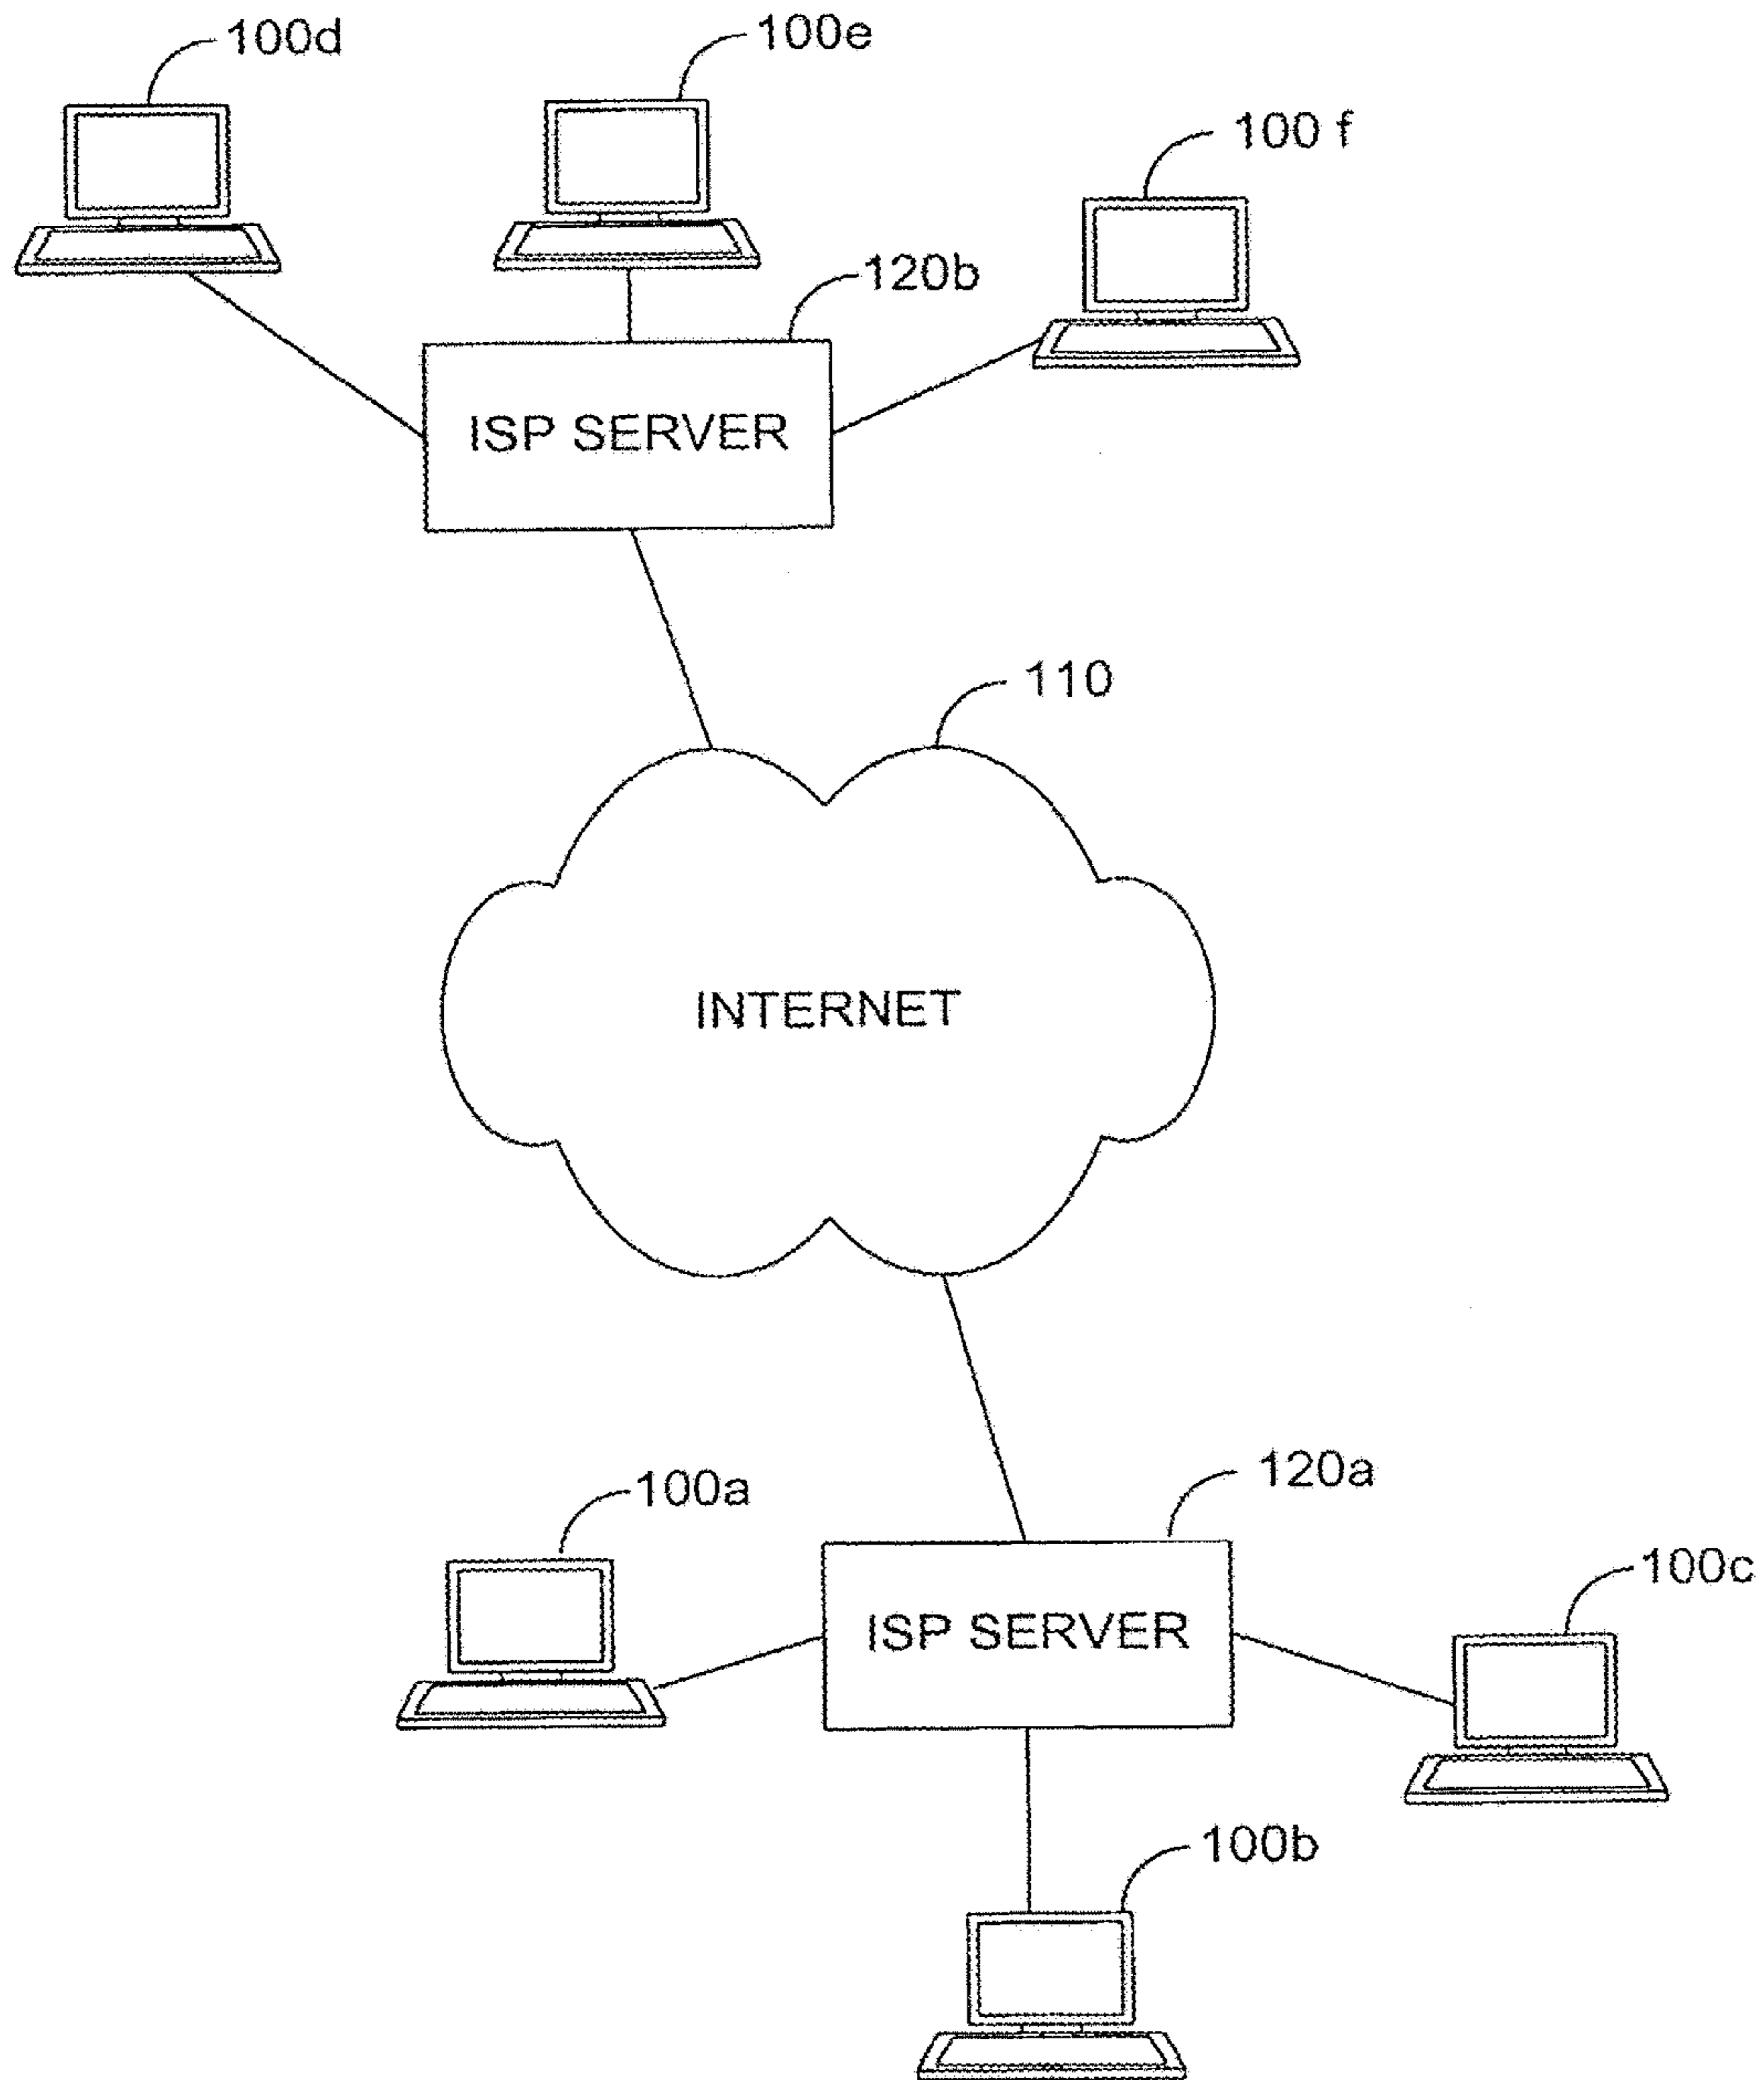 100d
100e
100 f
120b
ISP SERVER
110
INTERNET
120a
100a
100c
ISP SERVER
100b